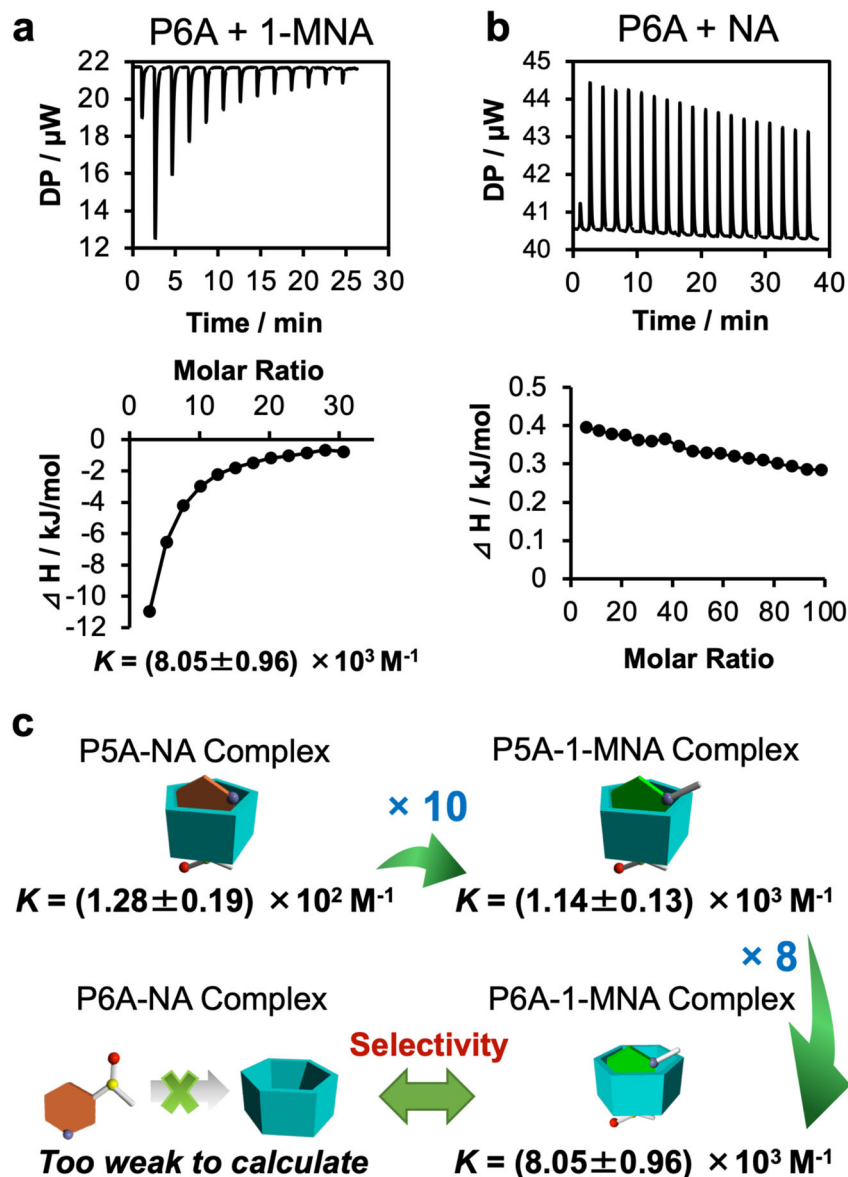 a
P6A + 1-MNA
22
20
18
16
14
12
DP / µW
0 5 10 15 20 25 30
Time / min
Molar Ratio
0 10 20 30
0
-2
-4
-6
-8
-10
-12
⊿ H / kJ/mol
K = (8.05±0.96) ×10³ M⁻¹
b
P6A + NA
45
44
43
42
41
40
DP / µW
0 10 20 30 40
Time / min
0.5
0.4
0.3
0.2
0.1
0
⊿ H / kJ/mol
0 20 40 60 80 100
Molar Ratio
c
P5A-NA Complex
K = (1.28±0.19) ×10² M⁻¹
× 10
P5A-1-MNA Complex
K = (1.14±0.13) ×10³ M⁻¹
× 8
P6A-NA Complex
Too weak to calculate
Selectivity
P6A-1-MNA Complex
K = (8.05±0.96) ×10³ M⁻¹